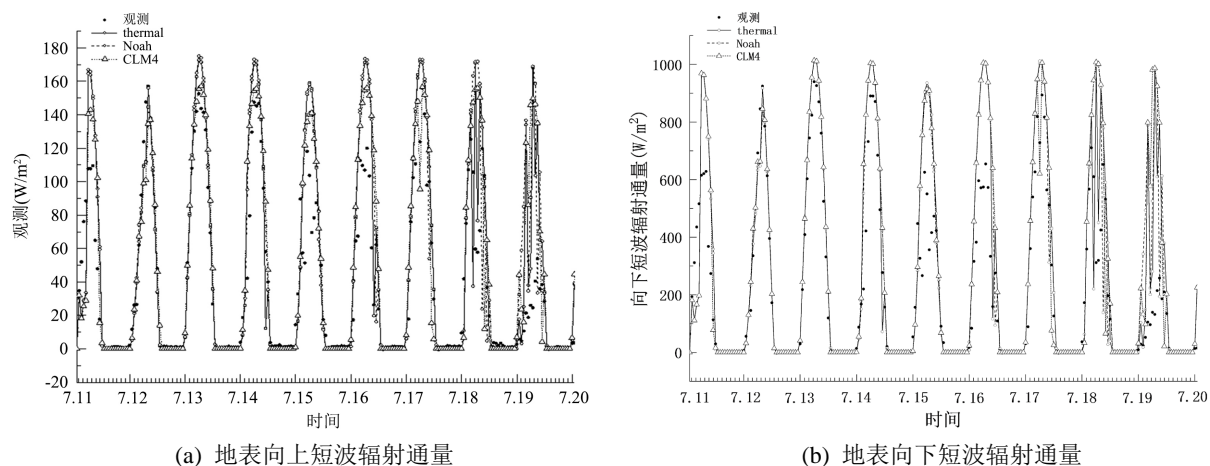 观测
thermal
Noah
CLM4
180
160
140
120
100
80
60
40
20
0
-20
观测(W/m²)
7.11 7.12 7.13 7.14 7.15 7.16 7.17 7.18 7.19 7.20
时间
(a) 地表向上短波辐射通量
观测
thermal
Noah
CLM4
1000
800
600
400
200
0
向下短波辐射通量(W/m²)
7.11 7.12 7.13 7.14 7.15 7.16 7.17 7.18 7.19 7.20
时间
(b) 地表向下短波辐射通量